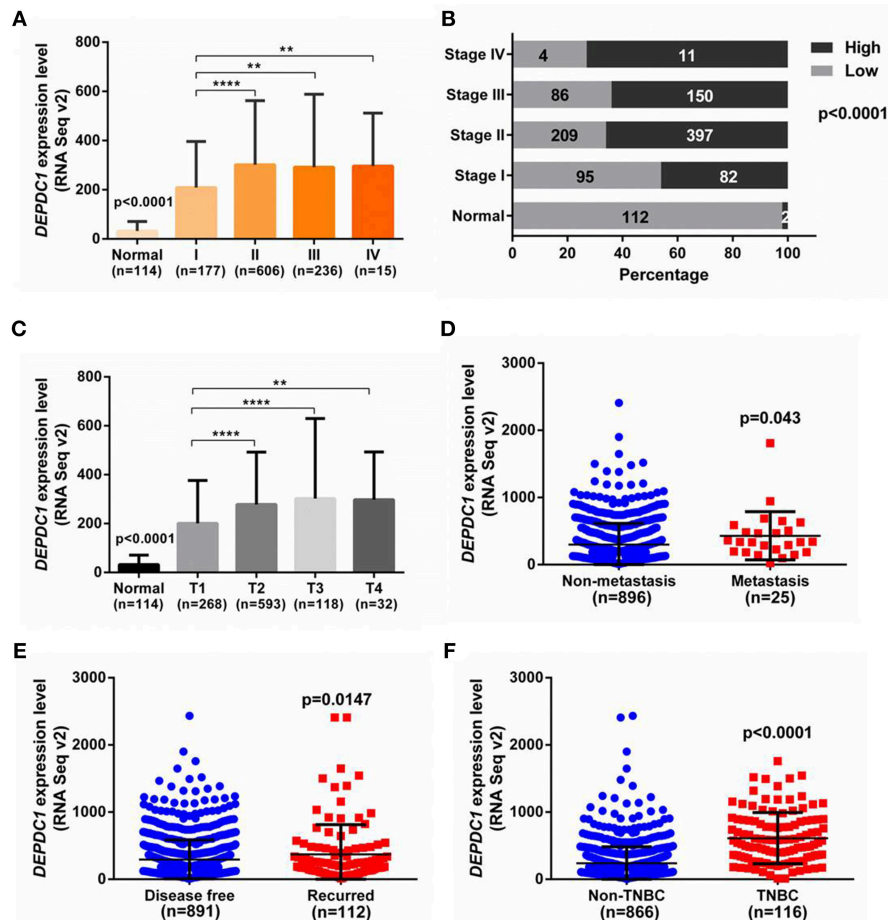 A
DEPDC1 expression level
(RNA Seq v2)
800
600
400
200
0
**
**
****
p<0.0001
Normal I II III IV
(n=114) (n=177) (n=606) (n=236) (n=15)
B
Stage IV 4 11
Stage III 86 150
Stage II 209 397
Stage I 95 82
Normal 112 2
0 20 40 60 80 100
Percentage
High
Low
p<0.0001
C
DEPDC1 expression level
(RNA Seq v2)
800
600
400
200
0
**
****
****
p<0.0001
Normal T1 T2 T3 T4
(n=114) (n=268) (n=593) (n=118) (n=32)
D
DEPDC1 expression level
(RNA Seq v2)
3000
2000
1000
0
p=0.043
Non-metastasis Metastasis
(n=896) (n=25)
E
DEPDC1 expression level
(RNA Seq v2)
3000
2000
1000
0
p=0.0147
Disease free Recurred
(n=891) (n=112)
F
DEPDC1 expression level
(RNA Seq v2)
3000
2000
1000
0
p<0.0001
Non-TNBC TNBC
(n=866) (n=116)